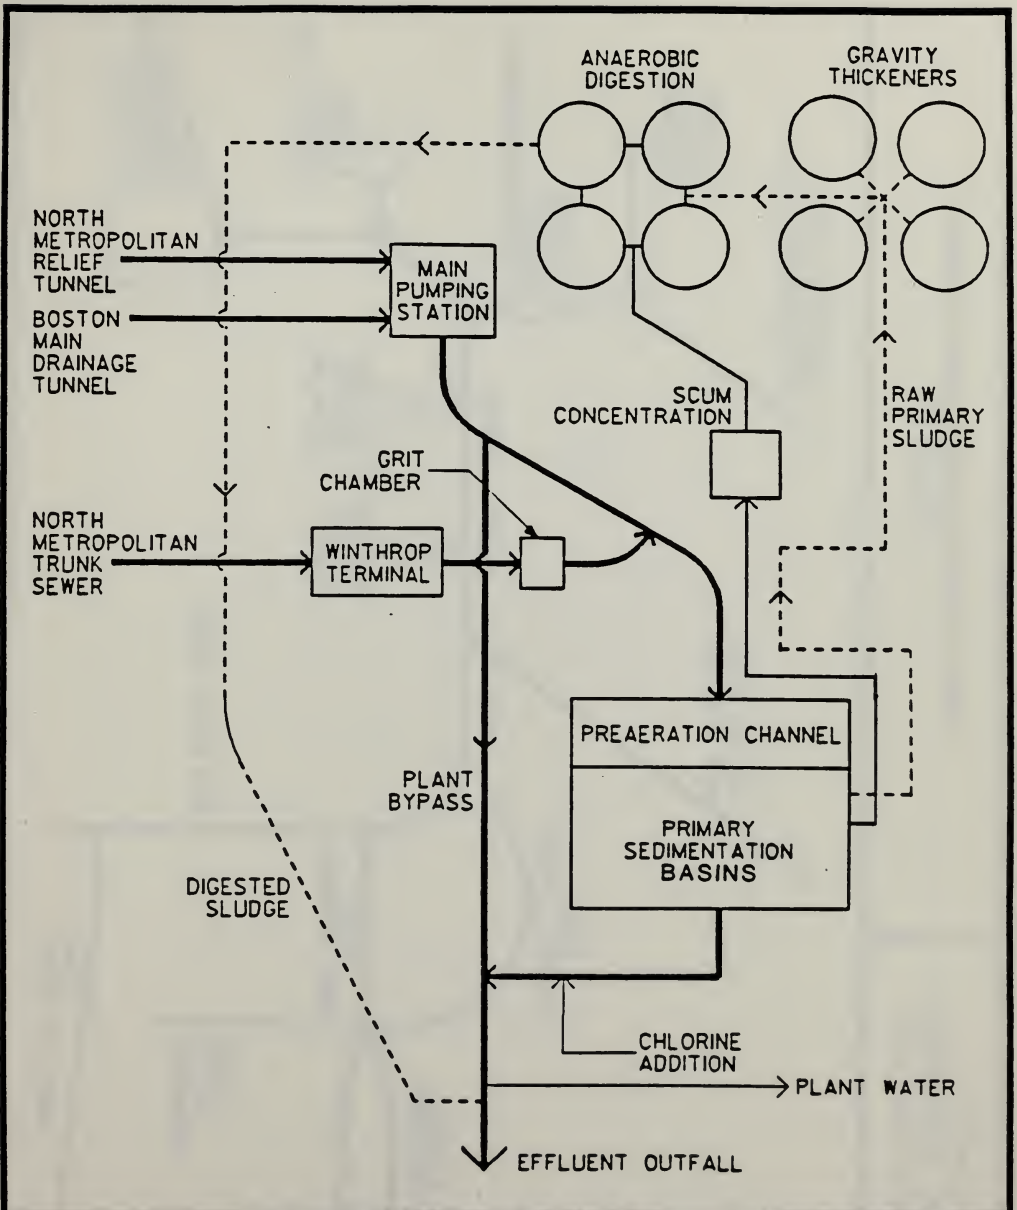 ANAEROBIC
DIGESTION
GRAVITY
THICKENERS
NORTH
METROPOLITAN
RELIEF
TUNNEL
MAIN
PUMPING
STATION
BOSTON
MAIN
DRAINAGE
TUNNEL
SCUM
CONCENTRATION
RAW
PRIMARY
SLUDGE
GRIT
CHAMBER
NORTH
METROPOLITAN
TRUNK
SEWER
WINTHROP
TERMINAL
PREAERATION CHANNEL
PLANT
BYPASS
PRIMARY
SEDIMENTATION
BASINS
DIGESTED
SLUDGE
CHLORINE
ADDITION
PLANT WATER
EFFLUENT OUTFALL